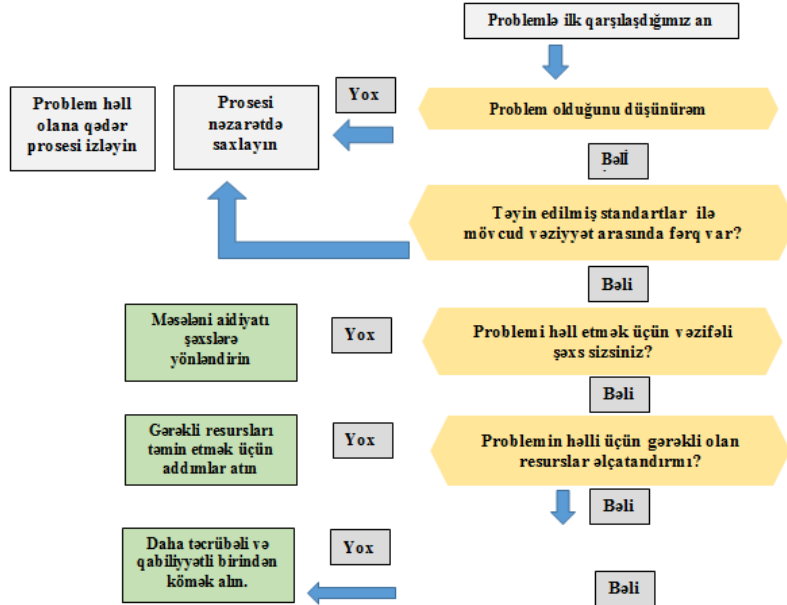 Problemlə ilk qarşılaşdığımız an
Yox
Problem olduğunu düşünürəm
Problem həll
olana qədər
prosesi izləyin
Prosesi
nəzarətdə
saxlayın
Bəli
Təyin edilmiş standartlar ilə
mövcud vəziyyət arasında fərq var?
Bəli
Məsələni aidiyatı
şəxslərə
yönləndirin
Yox
Problemi həll etmək üçün vəzifəli
şəxs sizsiniz?
Bəli
Gərəkli resursları
təmin etmək üçün
addımlar atın
Yox
Problemin həlli üçün gərəkli olan
resurslar əlçatandırmı?
Bəli
Daha təcrübəli və
qabiliyyətli birindən
kömək alın.
Yox
Bəli